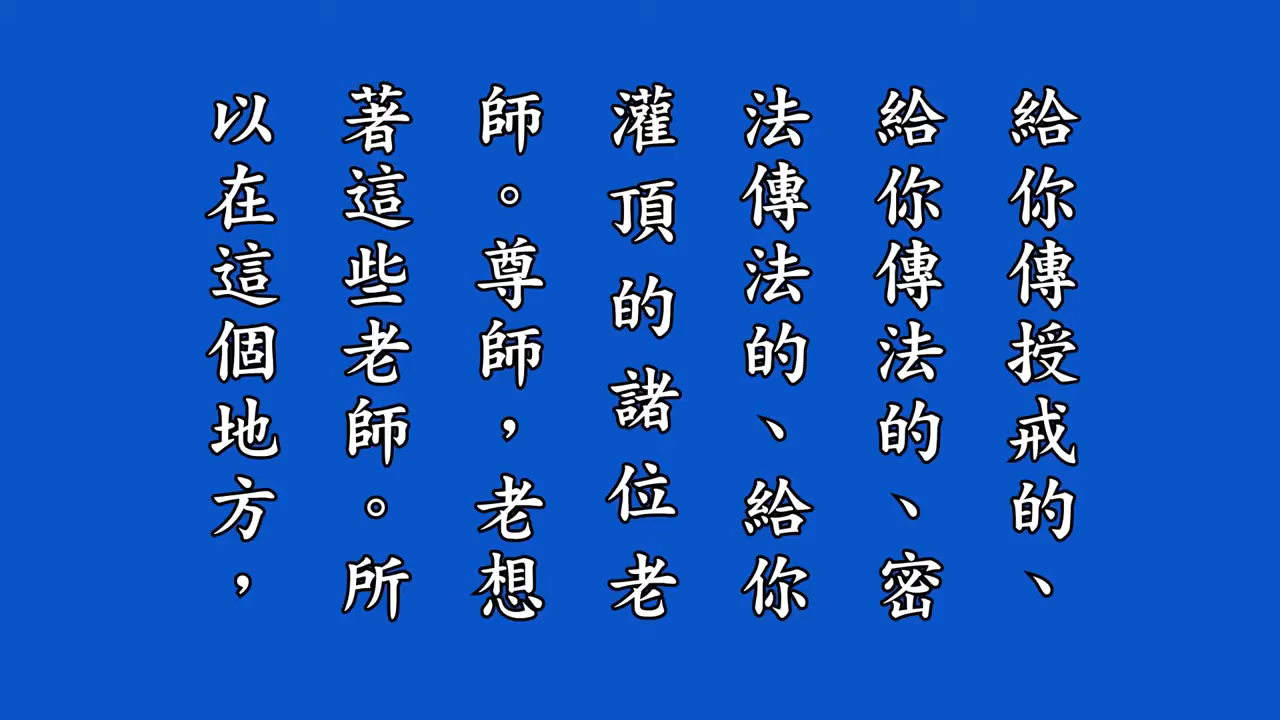 給你傳授戒的、
給你傳法的、密
法傳法的、給你
灌頂的諸位老
師。尊師，老想
著這些老師。所
以在這個地方，